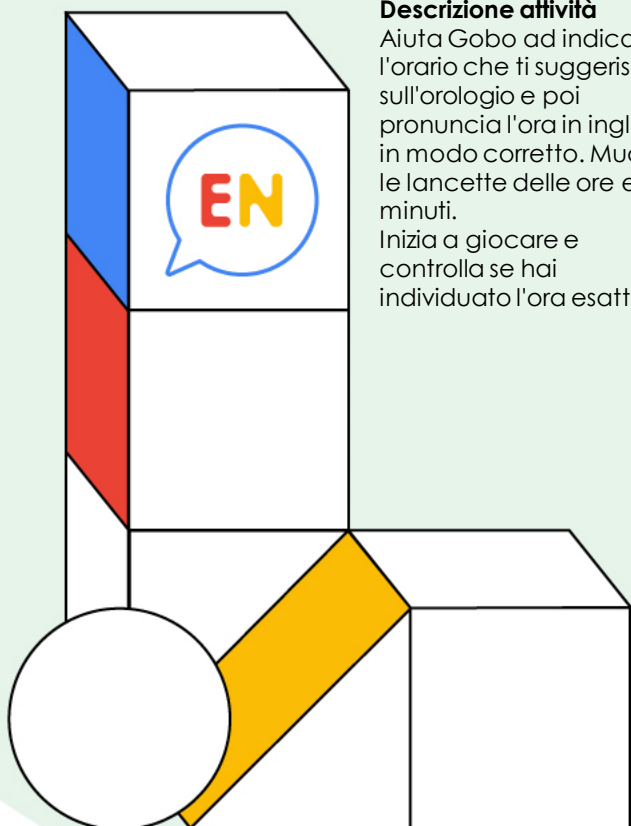 Descrizione attività
Aiuta Gobo ad indica
l'orario che ti suggeris
sull'orologio e poi
pronuncia l'ora in ingl
in modo corretto. Mu
le lancette delle ore e
minuti.
Inizia a giocare e
controlla se hai
individuato l'ora esatt
EN